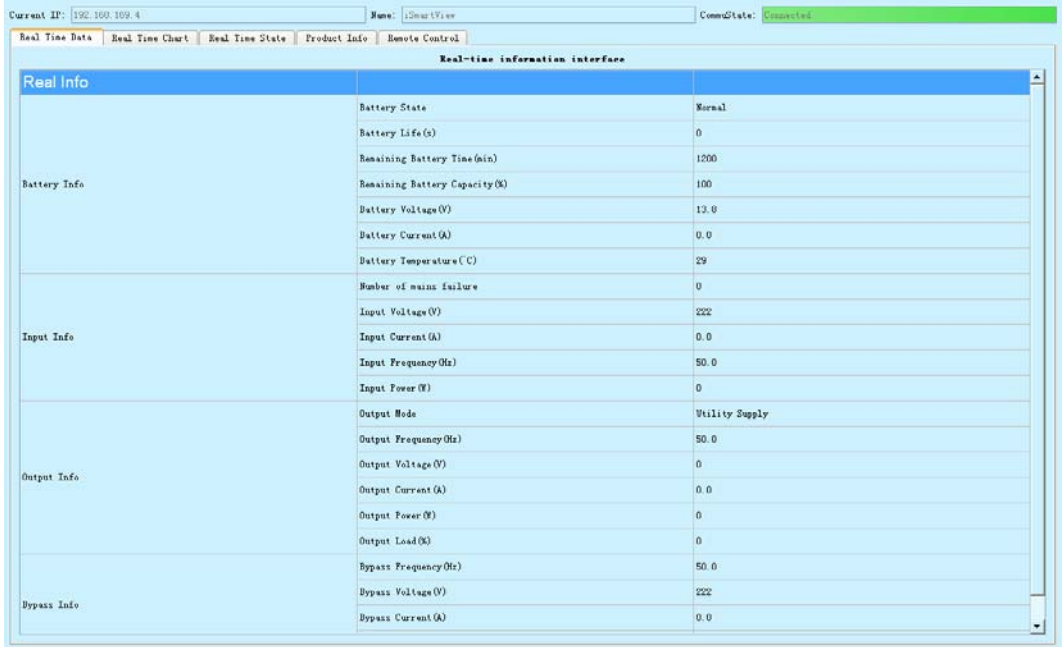 Current IP: 192.168.169.4 Name: iSmartView CommuState: Connected
Real Time Data Real Time Chart Real Time State Product Info Remote Control
Real-time information interface
Real Info
Battery Info
Battery State Normal
Battery Life(s) 0
Remaining Battery Time(min) 1200
Remaining Battery Capacity(%) 100
Battery Voltage(V) 13.8
Battery Current(A) 0.0
Battery Temperature(°C) 29
Input Info
Number of mains failure 0
Input Voltage(V) 222
Input Current(A) 0.0
Input Frequency(Hz) 50.0
Input Power(W) 0
Output Info
Output Mode Utility Supply
Output Frequency(Hz) 50.0
Output Voltage(V) 0
Output Current(A) 0.0
Output Power(W) 0
Output Load(%) 0
Bypass Info
Bypass Frequency(Hz) 50.0
Bypass Voltage(V) 222
Bypass Current(A) 0.0